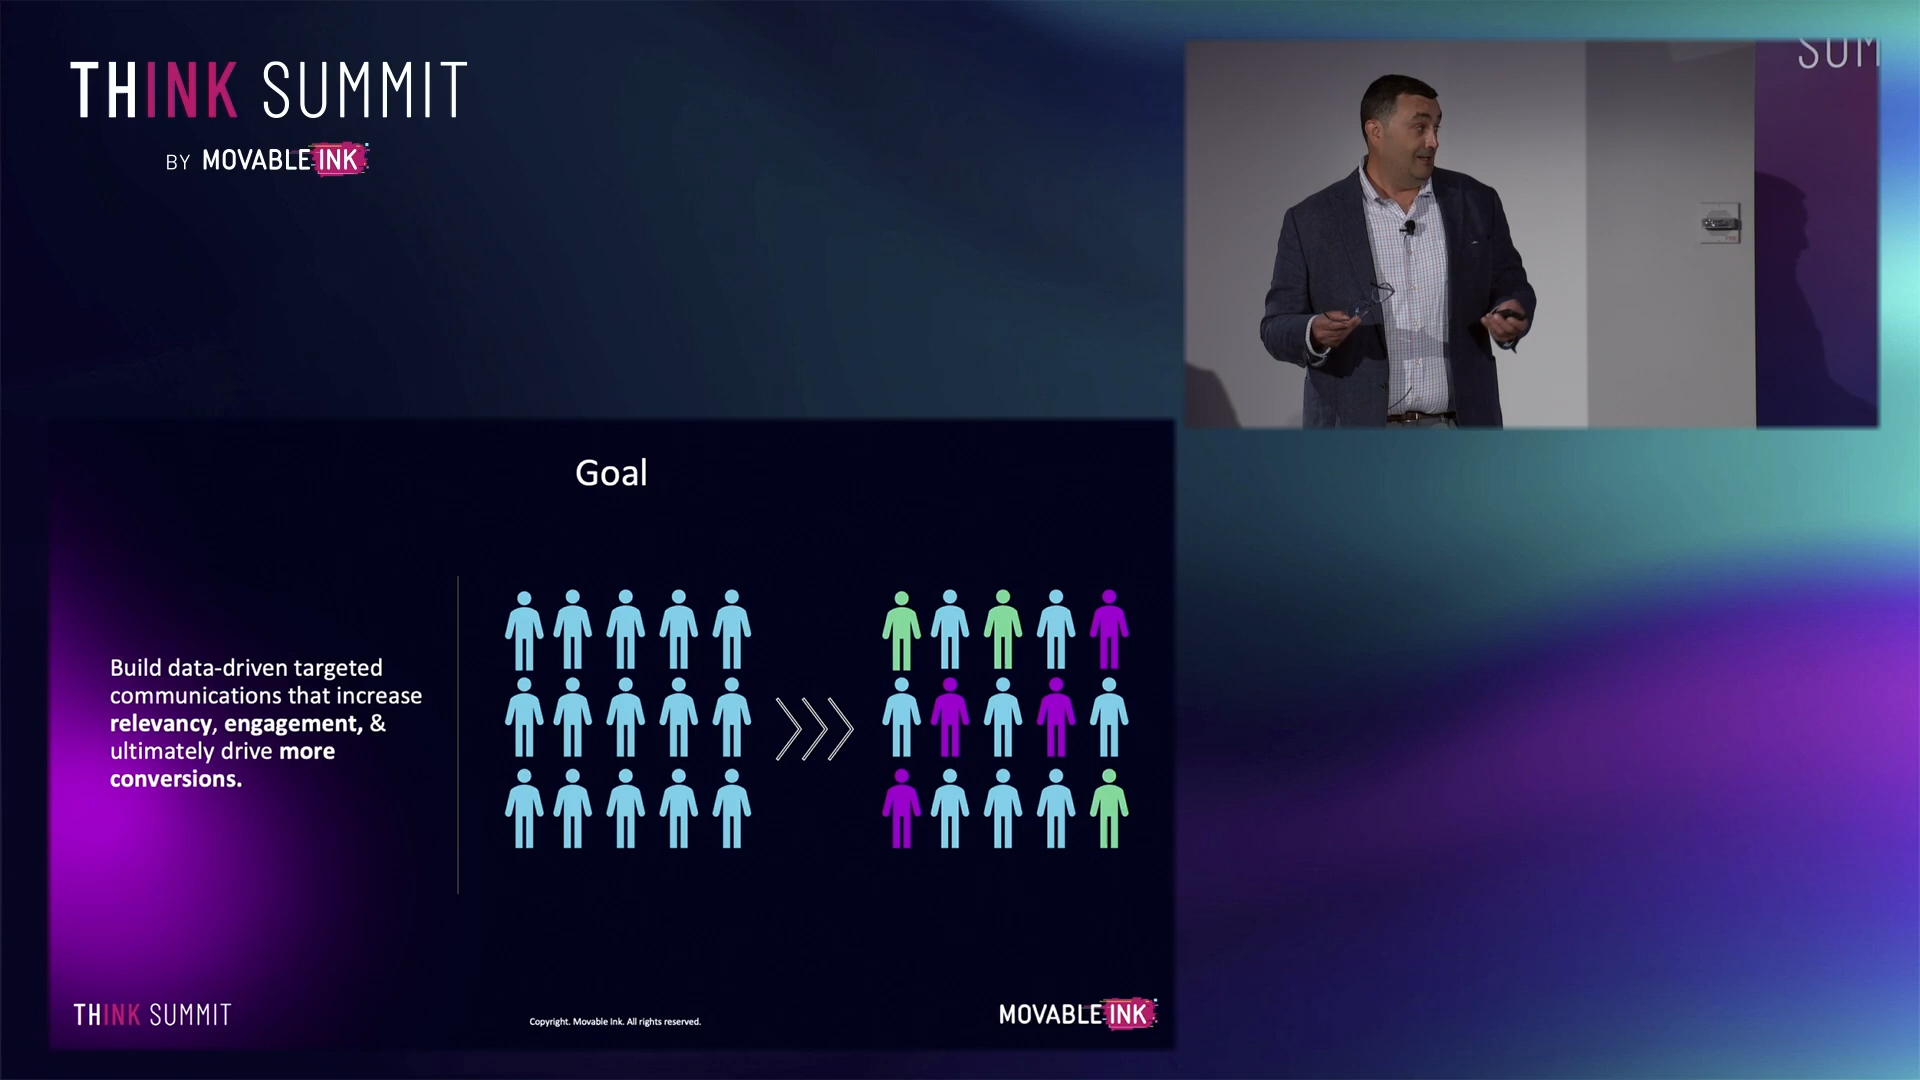 THINK SUMMIT
BY MOVABLE INK
SUM
Goal
Build data-driven targeted
communications that increase
relevancy, engagement, &
ultimately drive more
conversions.
THINK SUMMIT
Copyright. Movable Ink. All rights reserved.
MOVABLE INK